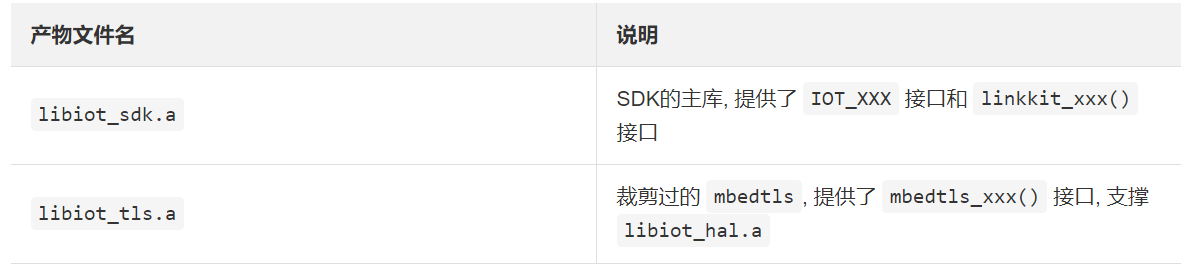 产物文件名 说明
libiot_sdk.a SDK的主库, 提供了 IOT_XXX 接口和 linkkit_xxx()
接口
libiot_tls.a 裁剪过的 mbedtls , 提供了 mbedtls_xxx() 接口, 支撑
libiot_hal.a